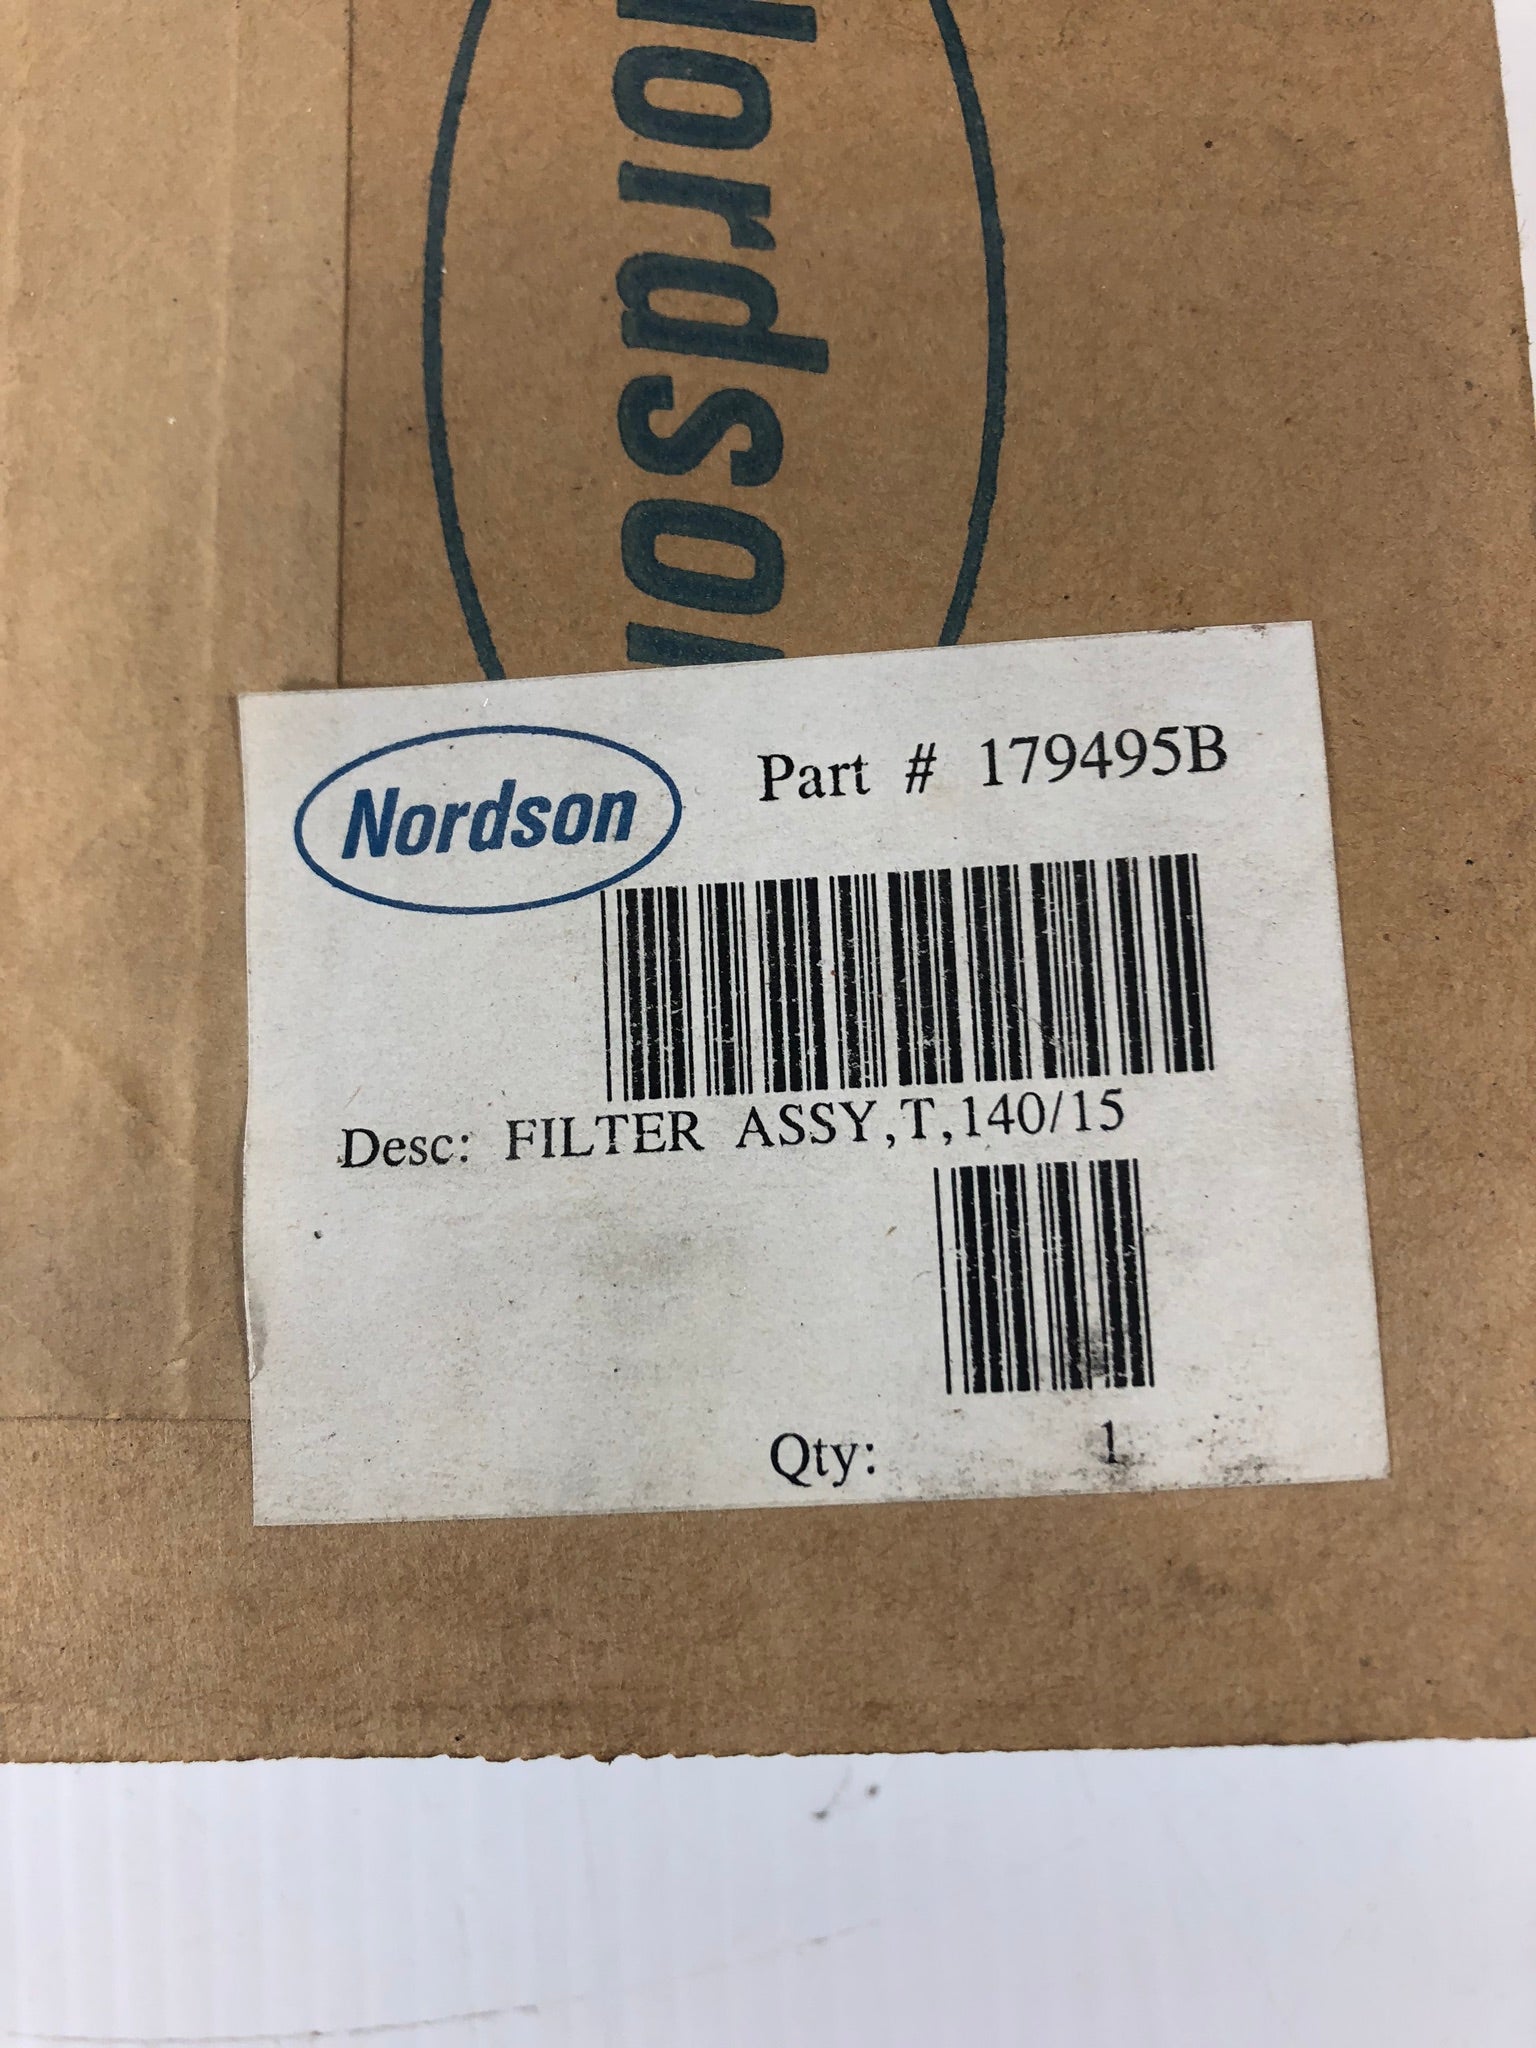 Nordson
Nordson
Part # 179495B
Desc: FILTER ASSY,T,140/15
Qty: 1